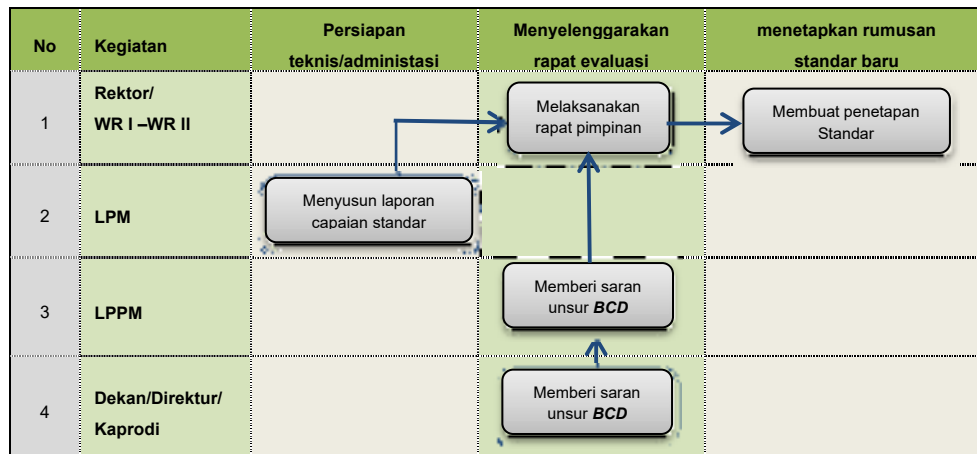 No
Kegiatan
Persiapan
teknis/administasi
Menyelenggarakan
rapat evaluasi
menetapkan rumusan
standar baru
1
Rektor/
WR I –WR II
Melaksanakan
rapat pimpinan
Membuat penetapan
Standar
2
LPM
Menyusun laporan
capaian standar
3
LPPM
Memberi saran
unsur BCD
4
Dekan/Direktur/
Kaprodi
Memberi saran
unsur BCD